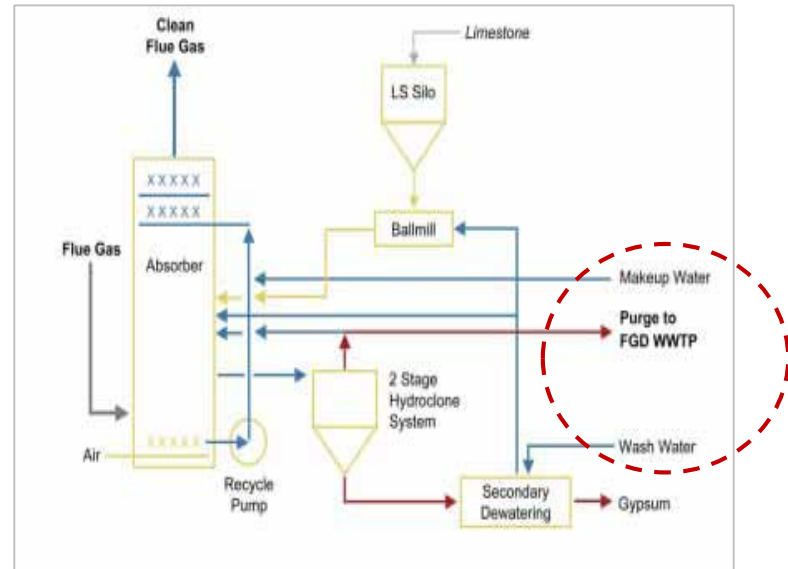 Clean
Flue Gas
Limestone
LS Silo
XXXXX
XXXXX
Ballmill
Flue Gas
Absorber
Makeup Water
Purge to
FGD WWTP
2 Stage
Hydroclone
System
XXXXX
Air
Recycle
Pump
Wash Water
Secondary
Dewatering
Gypsum